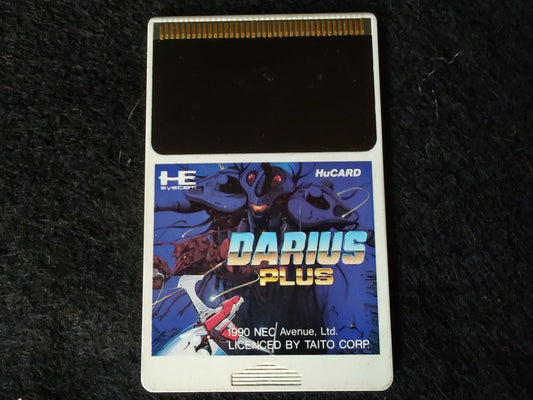 HE
system
HuCARD
DARIUS
PLUS
1990 NEC Avenue, Ltd.
LICENCED BY TAITO CORP.